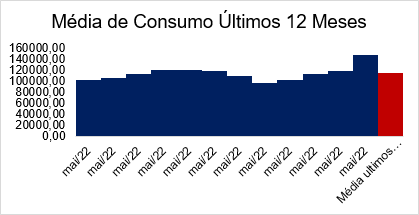 Média de Consumo Últimos 12 Meses
160000,00
140000,00
120000,00
100000,00
80000,00
60000,00
40000,00
20000,00
0,00
mai/22
mai/22
mai/22
mai/22
mai/22
mai/22
mai/22
mai/22
mai/22
mai/22
mai/22
mai/22
Média ultimos...